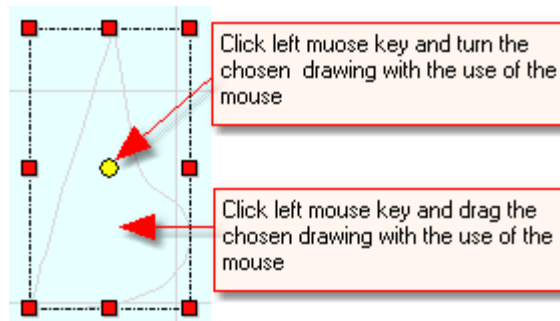 Click left muose key and turn the
chosen drawing with the use of the
mouse
Click left mouse key and drag the
chosen drawing with the use of the
mouse